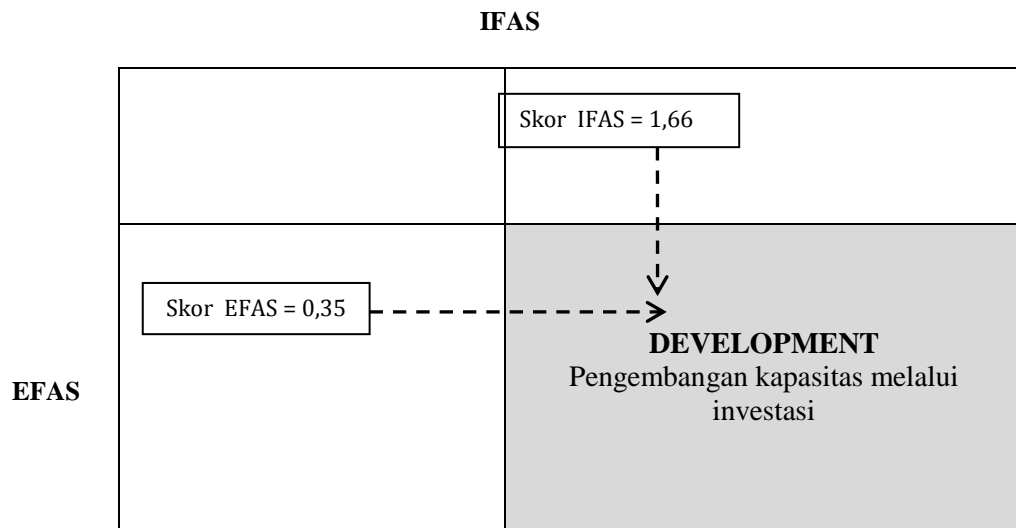 IFAS
Skor IFAS = 1,66
Skor EFAS = 0,35
DEVELOPMENT
Pengembangan kapasitas melalui
investasi
EFAS